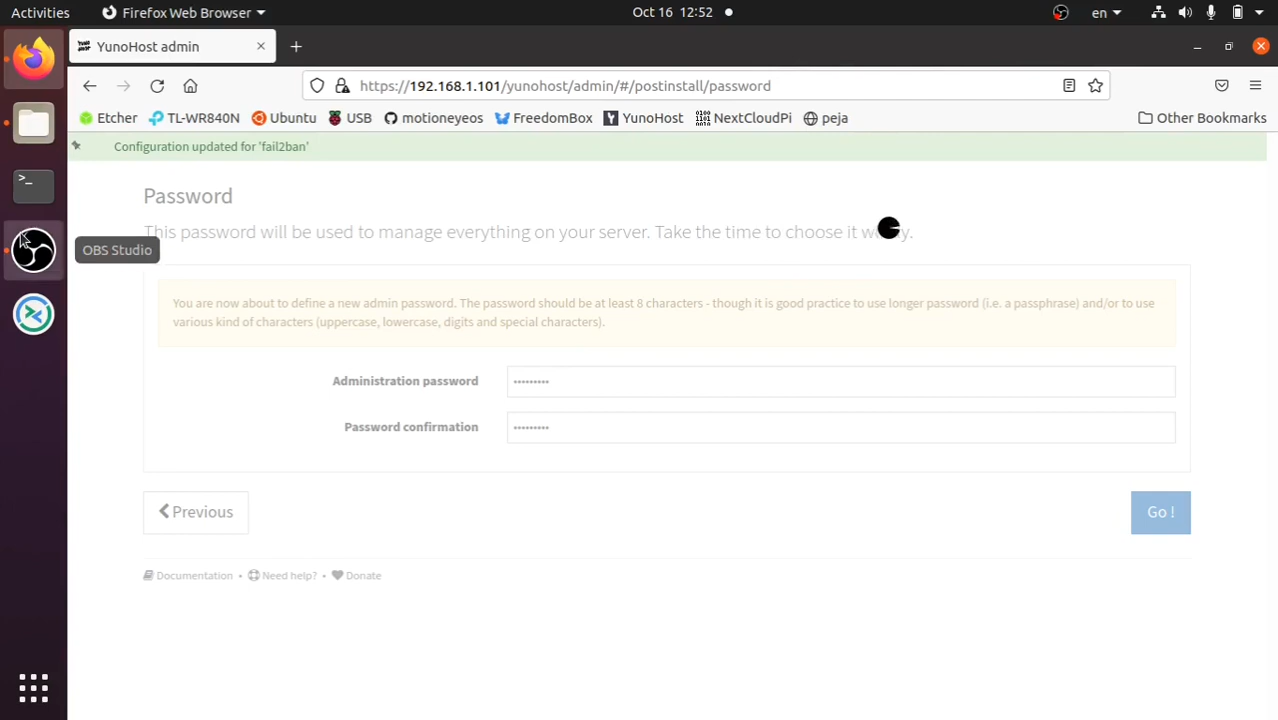 Activities
Firefox Web Browser
Oct 16 12:52
en
YunoHost admin
https://192.168.1.101/yunohost/admin/#/postinstall/password
Etcher
TL-WR840N
Ubuntu
USB
motioneyeos
FreedomBox
YunoHost
NextCloudPi
peja
Other Bookmarks
Configuration updated for 'fail2ban'
Password
This password will be used to manage everything on your server. Take the time to choose it
OBS Studio
You are now about to define a new admin password. The password should be at least 8 characters - though it is good practice to use longer password (i.e. a passphrase) and/or to use
various kind of characters (uppercase, lowercase, digits and special characters).
Administration password
•••••••••
Password confirmation
•••••••••
Previous
Go !
Documentation • Need help? • Donate